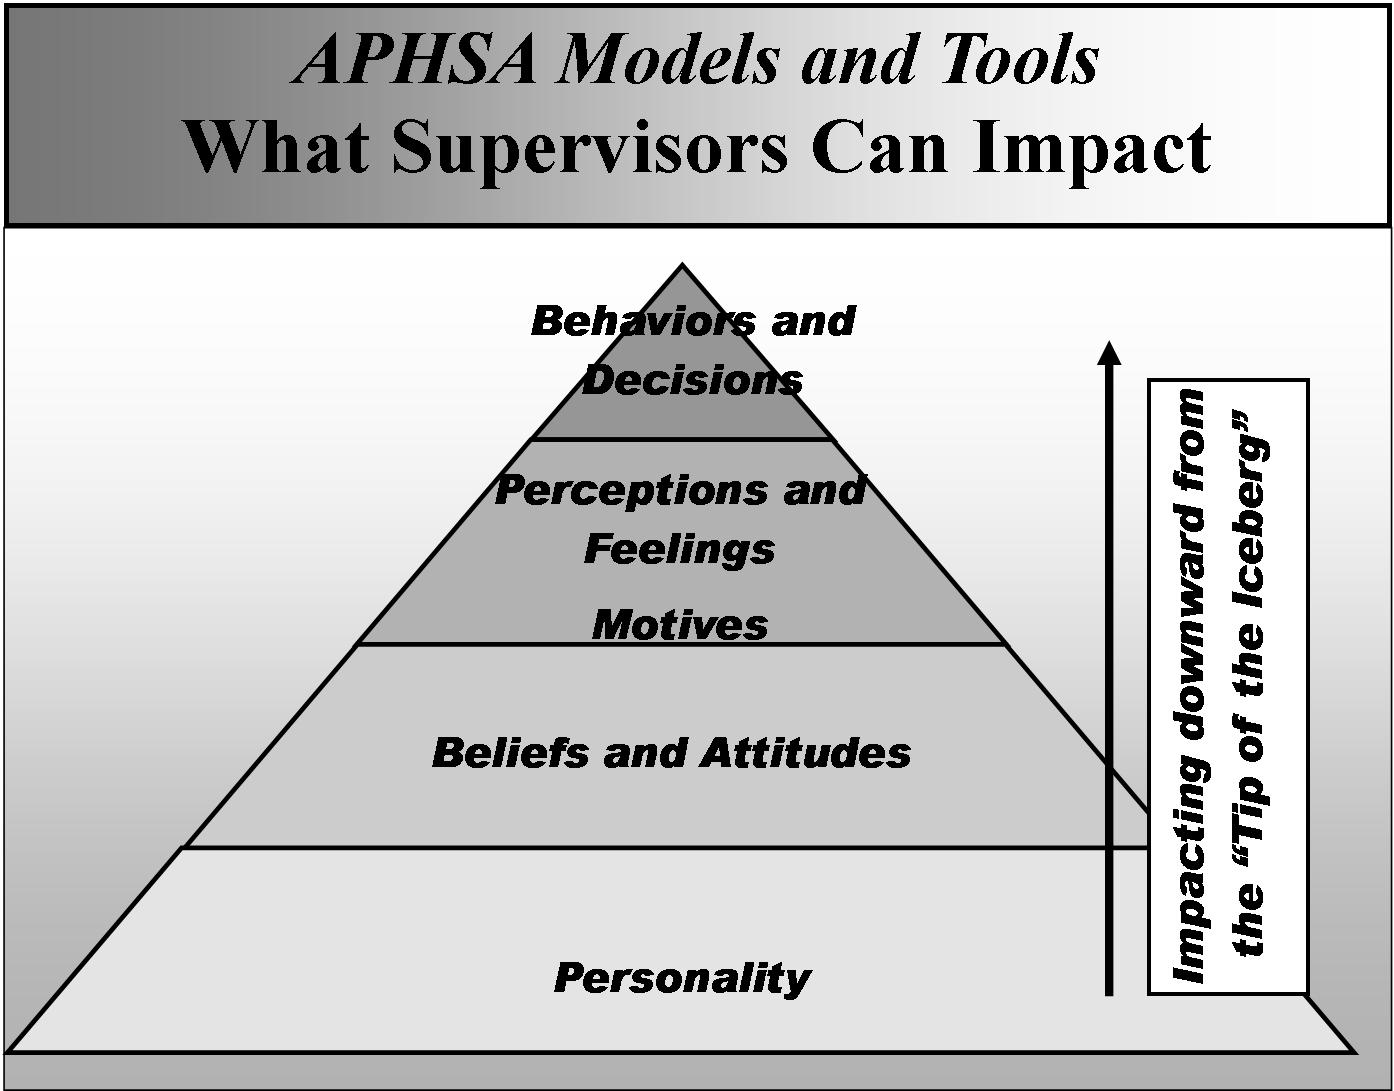 APHSA Models and Tools
What Supervisors Can Impact
Behaviors and
Decisions
Perceptions and
Feelings
Motives
Beliefs and Attitudes
Personality
Impacting downward from
the “Tip of the Iceberg”